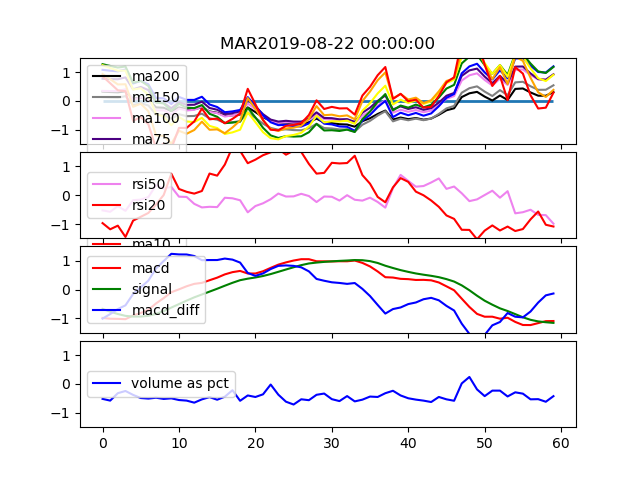 MAR2019-08-22 00:00:00
1
0
−1
ma200
ma150
ma100
ma75
1
0
−1
rsi50
rsi20
ma10
1
0
−1
macd
signal
macd_diff
1
0
−1
volume as pct
0 10 20 30 40 50 60